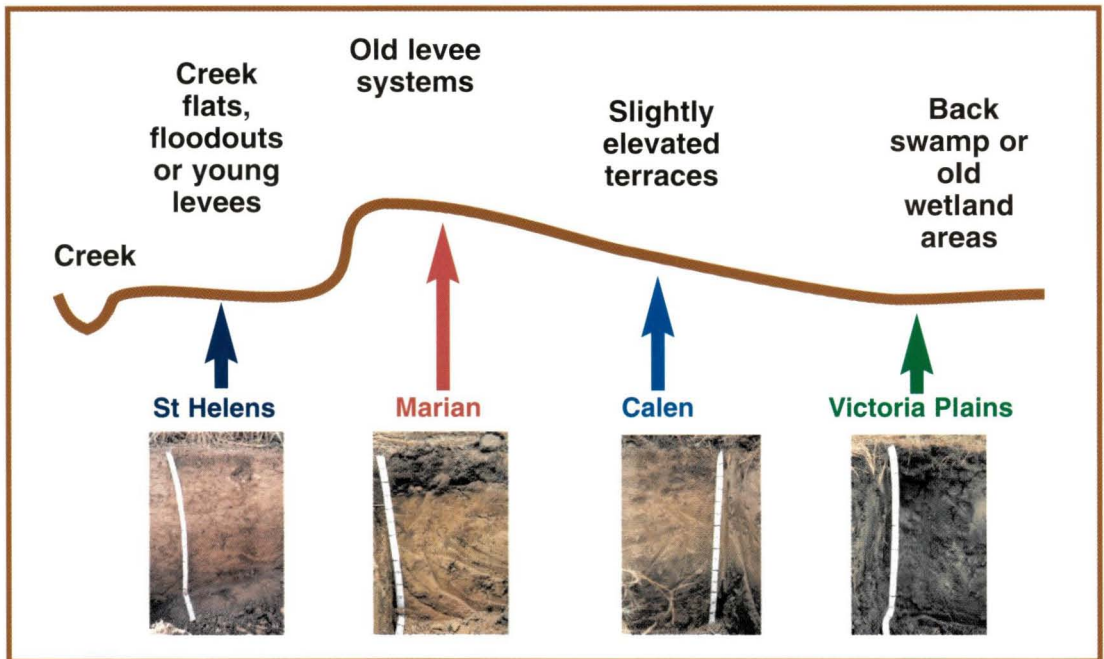 Creek
Creek
flats,
floodouts
or young
levees
Old levee
systems
Slightly
elevated
terraces
Back
swamp or
old
wetland
areas
St Helens
Marian
Calen
Victoria Plains